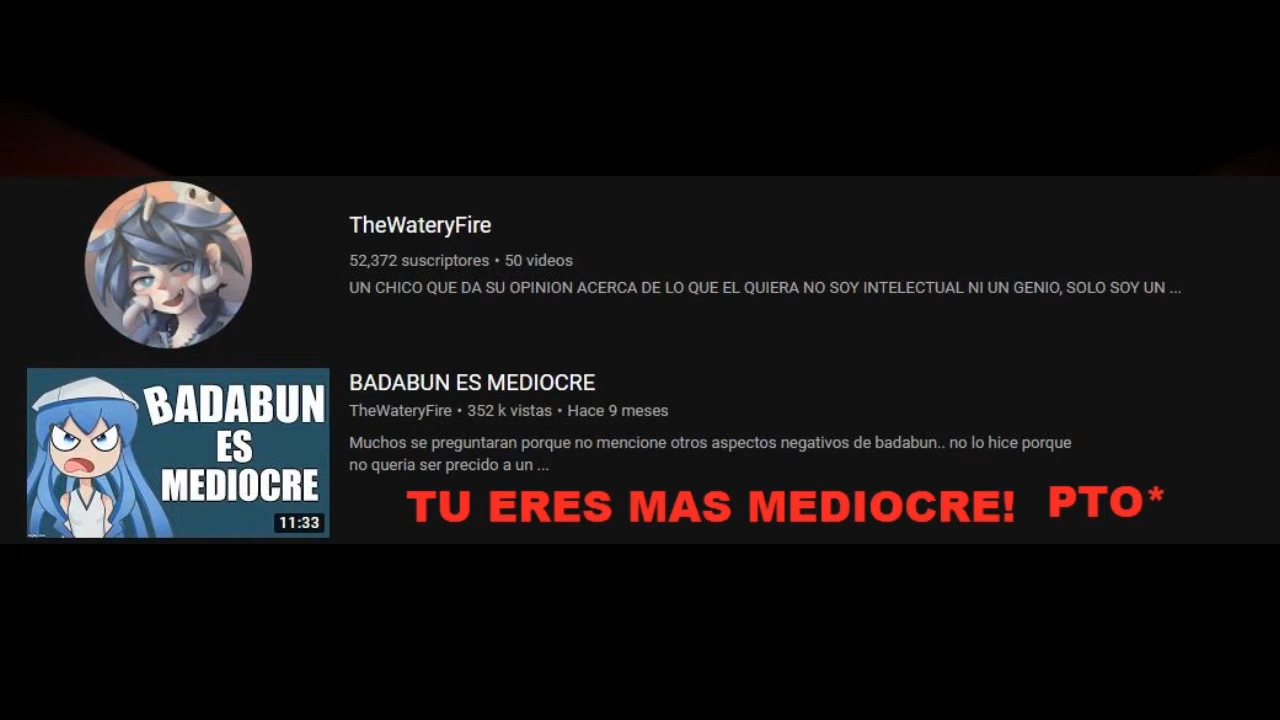 TheWateryFire
52,372 suscriptores • 50 videos
UN CHICO QUE DA SU OPINION ACERCA DE LO QUE EL QUIERA NO SOY INTELECTUAL NI UN GENIO, SOLO SOY UN ...
BADABUN
ES
MEDIOCRE
11:33
BADABUN ES MEDIOCRE
TheWateryFire • 352 k vistas • Hace 9 meses
Muchos se preguntaran porque no mencione otros aspectos negativos de badabun.. no lo hice porque
no queria ser precido a un ...
TU ERES MAS MEDIOCRE! PTO*